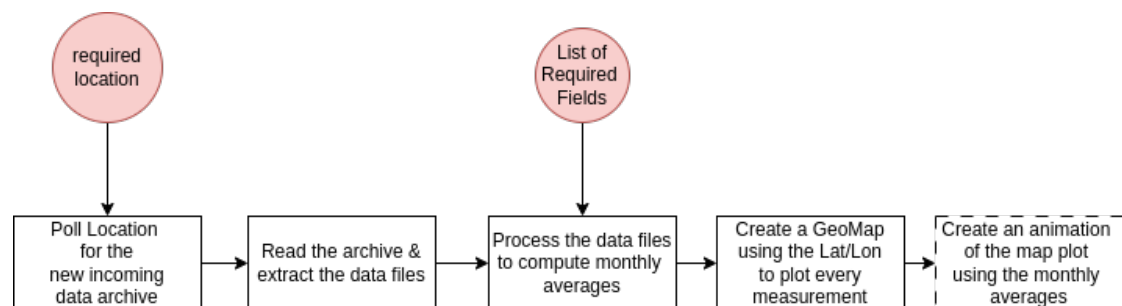 required
location
List of
Required
Fields
Poll Location
for the
new incoming
data archive
Read the archive &
extract the data files
Process the data files
to compute monthly
averages
Create a GeoMap
using the Lat/Lon
to plot every
measurement
Create an animation
of the map plot
using the monthly
averages